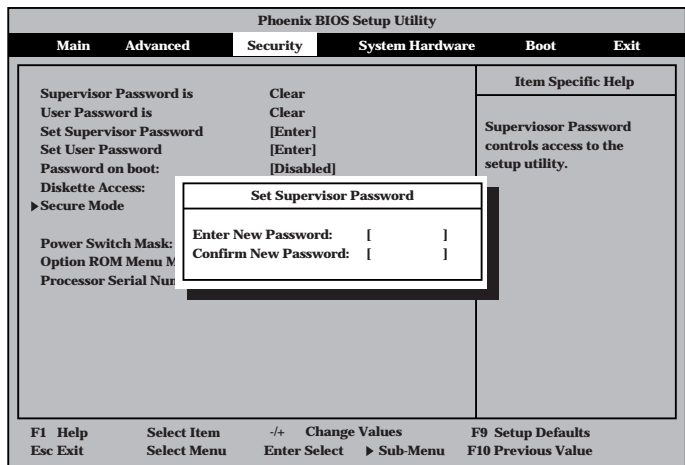 Phoenix BIOS Setup Utility
Main Advanced Security System Hardware Boot Exit
Supervisor Password is Clear
User Password is Clear
Set Supervisor Password [Enter]
Set User Password [Enter]
Password on boot: [Disabled]
Diskette Access:
▶Secure Mode
Power Switch Mask:
Option ROM Menu M
Processor Serial Nu
Set Supervisor Password
Enter New Password: [ ]
Confirm New Password: [ ]
Item Specific Help
Superviosor Password
controls access to the
setup utility.
F1 Help Select Item -/+ Change Values F9 Setup Defaults
Esc Exit Select Menu Enter Select ▶ Sub-Menu F10 Previous Value